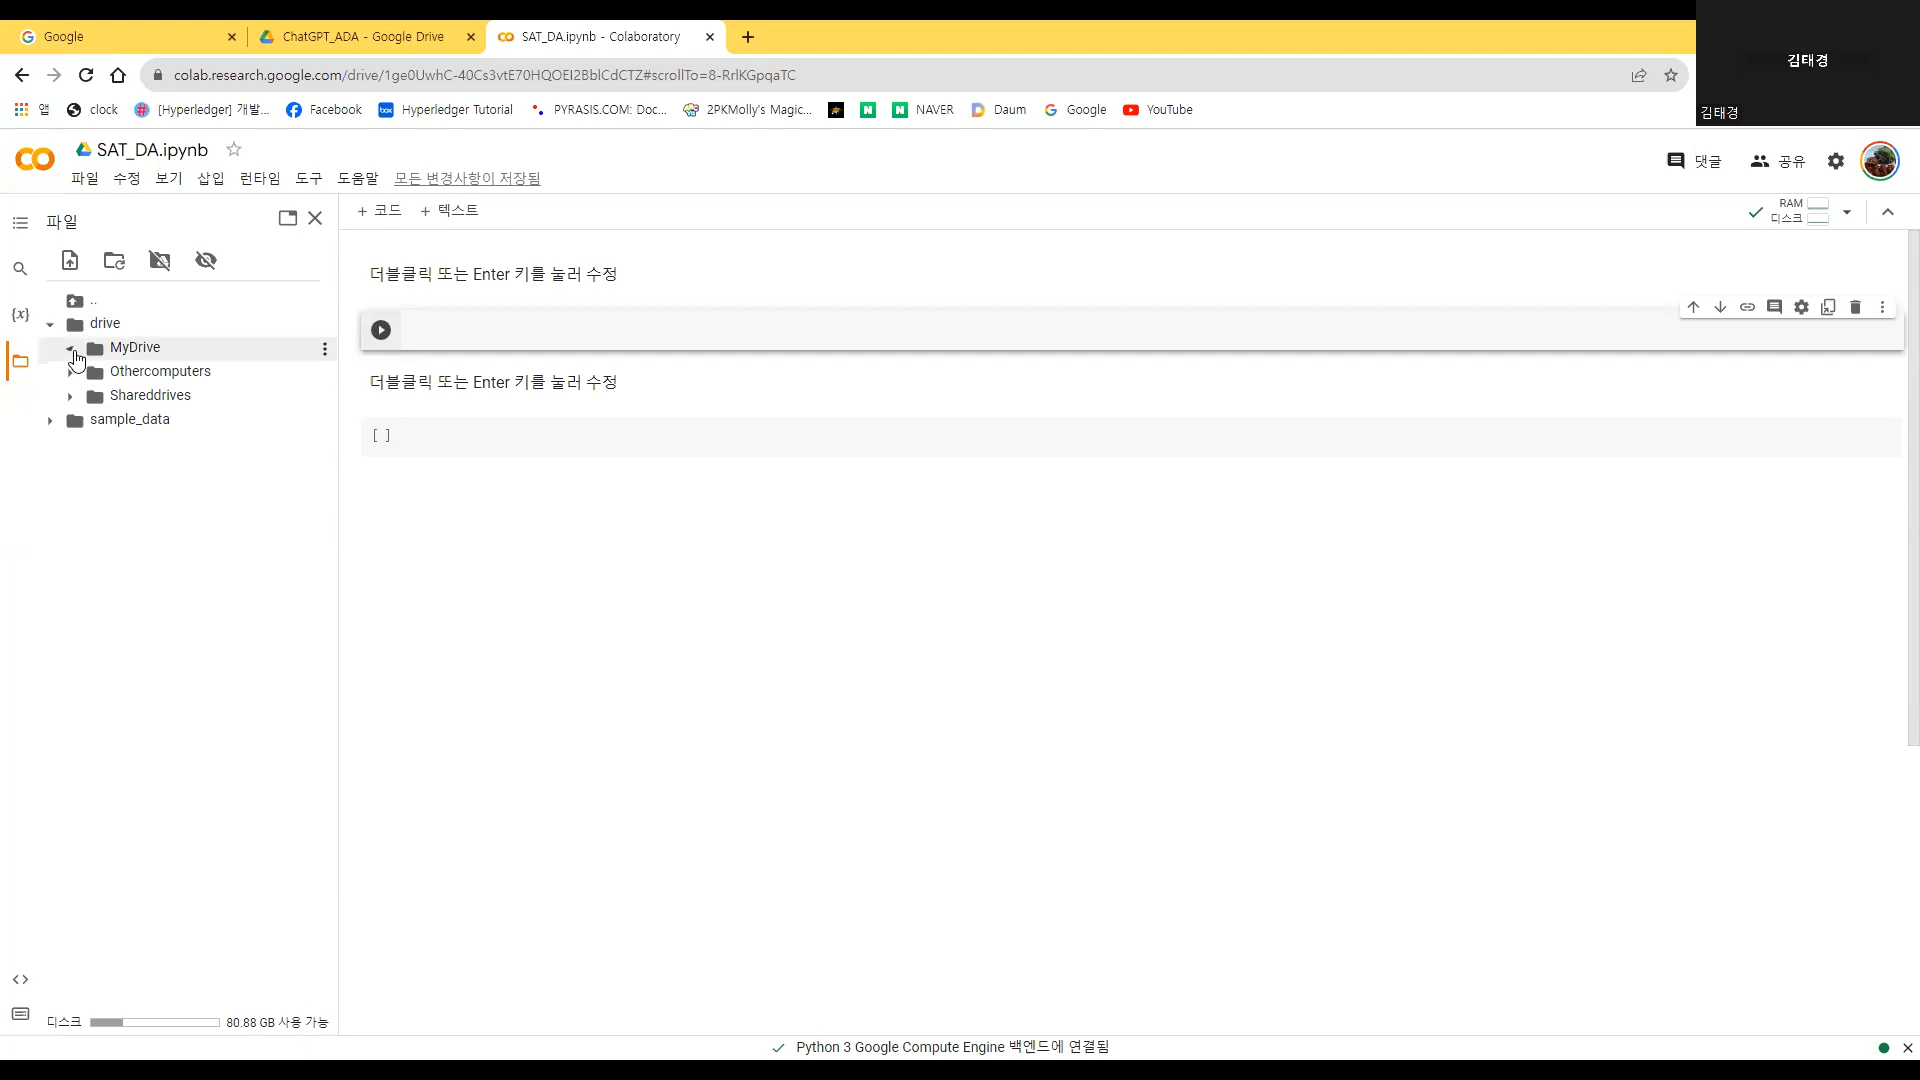 Google
ChatGPT_ADA - Google Drive
SAT_DA.ipynb - Colaboratory
김태경
colab.research.google.com/drive/1ge0UwhC-40Cs3vtE70HQOEI2BblCdCTZ#scrollTo=8-RrlKGpqaTC
앱
clock
[Hyperledger] 개발...
Facebook
Hyperledger Tutorial
PYRASIS.COM: Doc...
2PKMolly's Magic...
NAVER
Daum
Google
YouTube
김태경
SAT_DA.ipynb
댓글
공유
파일 수정 보기 삽입 런타임 도구 도움말 모든 변경사항이 저장됨
파일
+ 코드 + 텍스트
RAM
디스크
더블클릭 또는 Enter 키를 눌러 수정
{x}
..
drive
MyDrive
Othercomputers
Shareddrives
sample_data
더블클릭 또는 Enter 키를 눌러 수정
[ ]
디스크
80.88 GB 사용 가능
Python 3 Google Compute Engine 백엔드에 연결됨